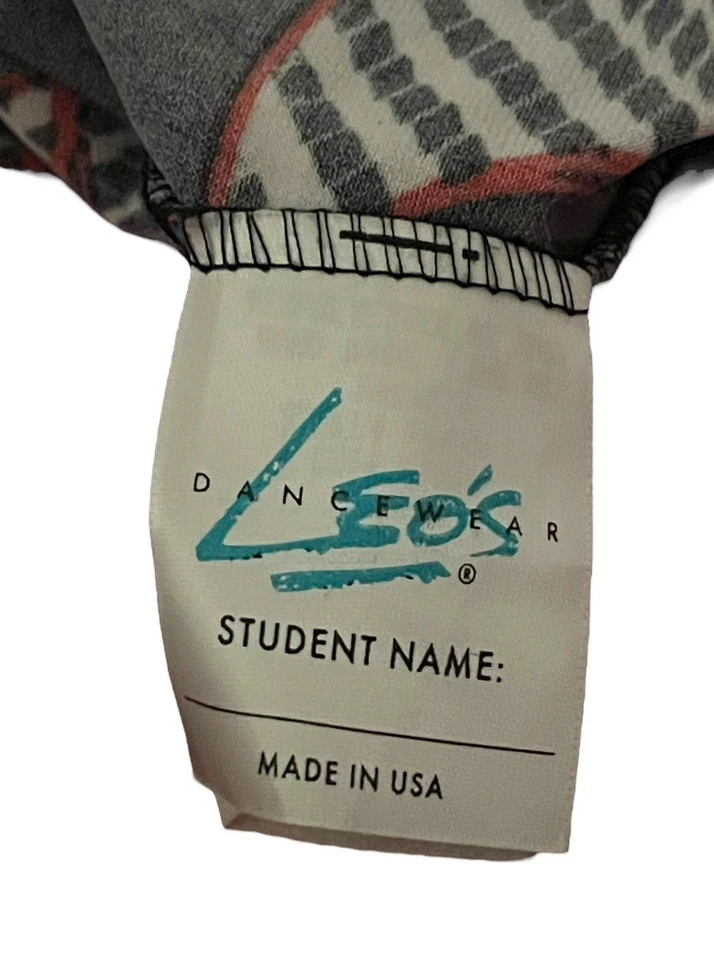 DANCEWEAR
LEO'S ®
STUDENT NAME:
MADE IN USA